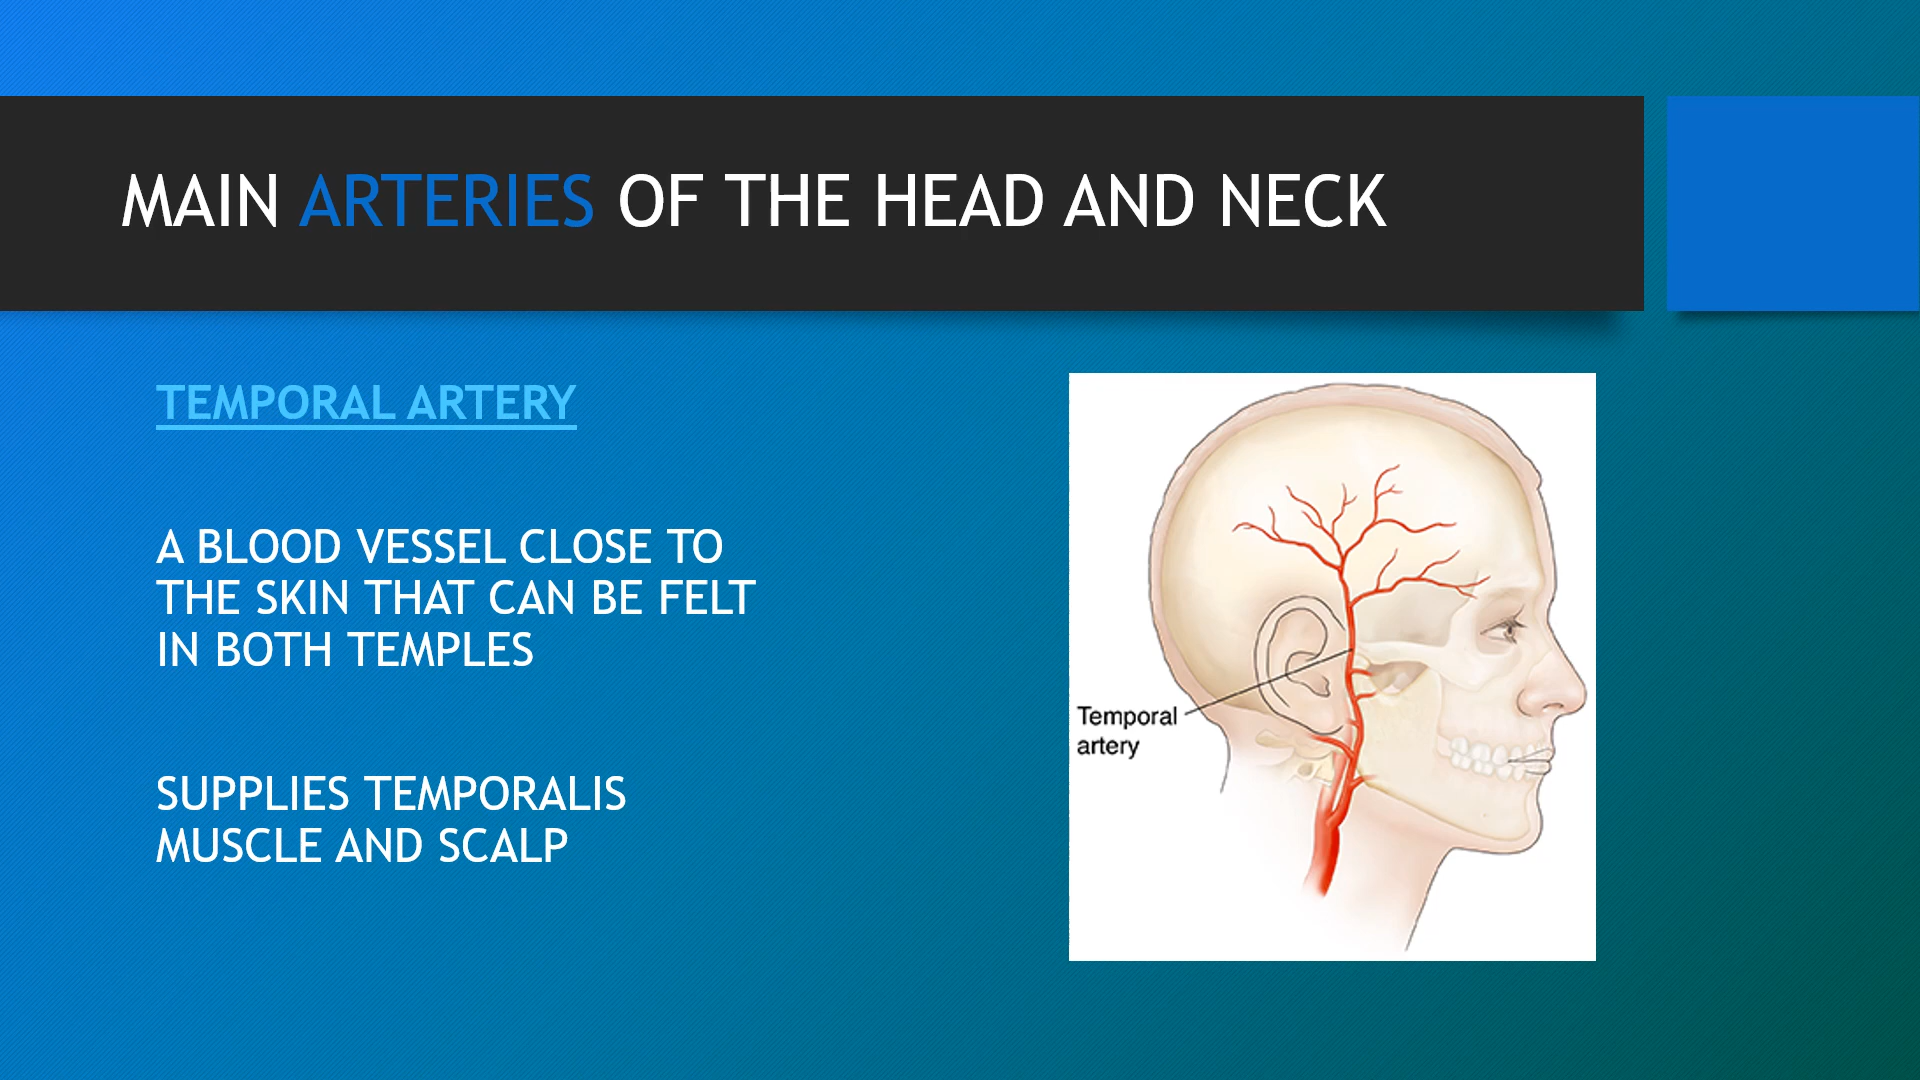 MAIN ARTERIES OF THE HEAD AND NECK
TEMPORAL ARTERY
A BLOOD VESSEL CLOSE TO
THE SKIN THAT CAN BE FELT
IN BOTH TEMPLES
SUPPLIES TEMPORALIS
MUSCLE AND SCALP
Temporal
artery